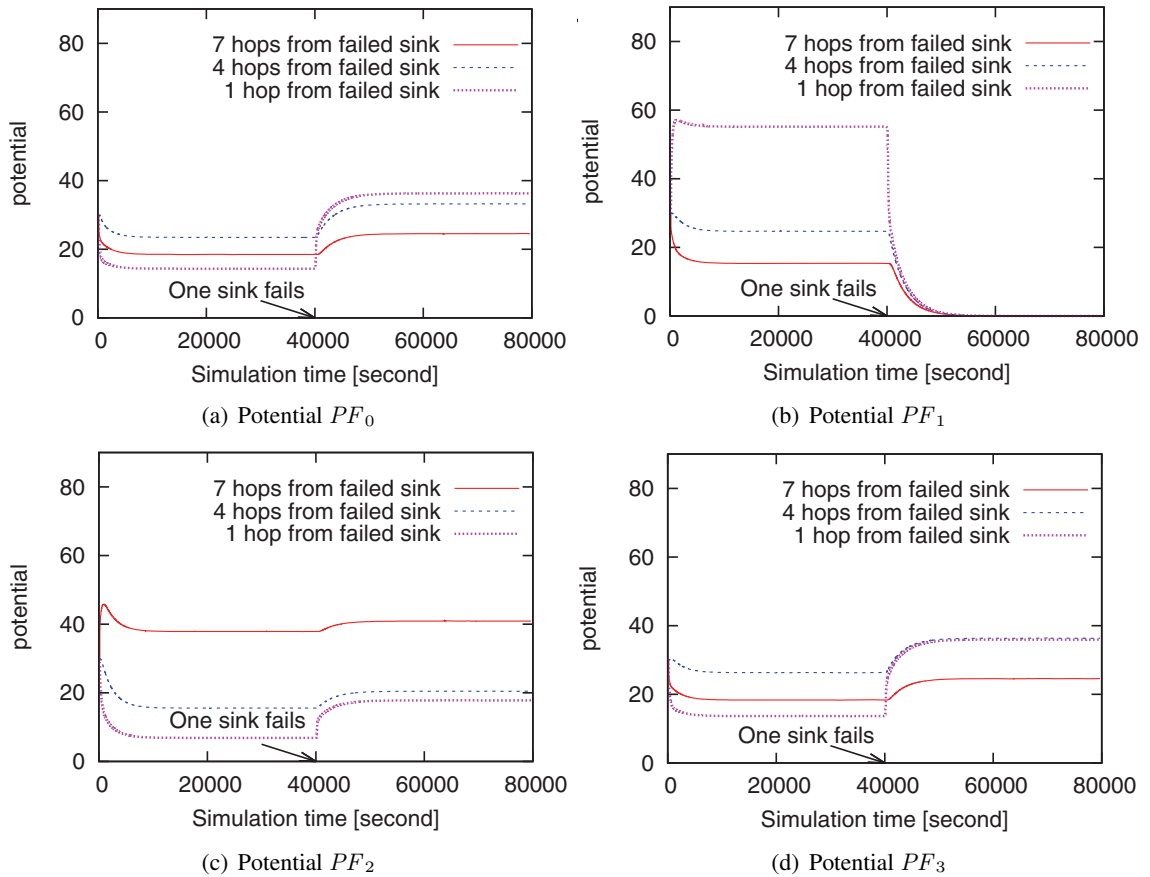 80
60
40
20
0
potential
7 hops from failed sink
4 hops from failed sink
1 hop from failed sink
One sink fails
0 20000 40000 60000 80000
Simulation time [second]
(a) Potential PF₀
80
60
40
20
0
potential
7 hops from failed sink
4 hops from failed sink
1 hop from failed sink
One sink fails
0 20000 40000 60000 80000
Simulation time [second]
(b) Potential PF₁
80
60
40
20
0
potential
7 hops from failed sink
4 hops from failed sink
1 hop from failed sink
One sink fails
0 20000 40000 60000 80000
Simulation time [second]
(c) Potential PF₂
80
60
40
20
0
potential
7 hops from failed sink
4 hops from failed sink
1 hop from failed sink
One sink fails
0 20000 40000 60000 80000
Simulation time [second]
(d) Potential PF₃